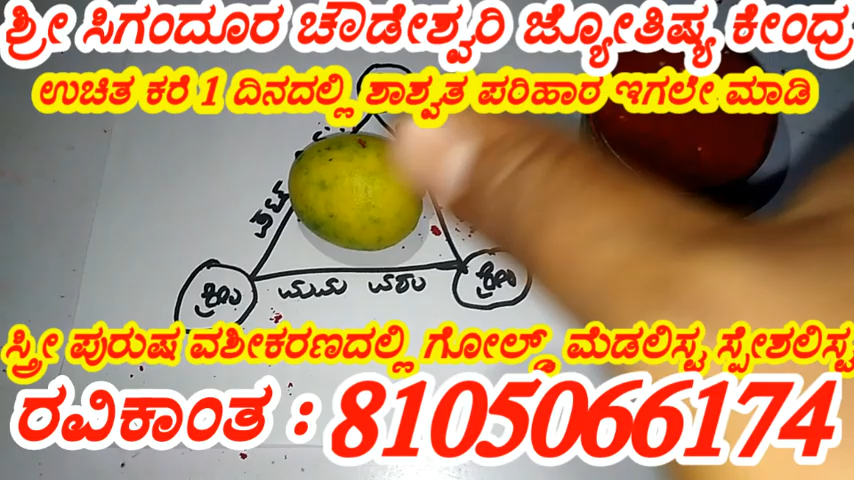 ಶ್ರೀ ಸಿಗಂದೂರ ಚೌಡೇಶ್ವರಿ ಜ್ಯೋತಿಷ್ಯ ಕೇಂದ್ರ
ಉಚಿತ ಕರೆ 1 ದಿನದಲ್ಲಿ ಶಾಶ್ವತ ಪರಿಹಾರ ಇಗಲೇ ಮಾಡಿ
ಕ್ರೀಂ
ಕ್ರೀಂ
ಸ್ತ್ರೀ ಪುರುಷ ವಶೀಕರಣದಲ್ಲಿ ಗೋಲ್ಡ್ ಮೆಡಲಿಸ್ಟ ಸ್ಪೇಶಲಿಸ್ಟ
ರವಿಕಾಂತ : 8105066174